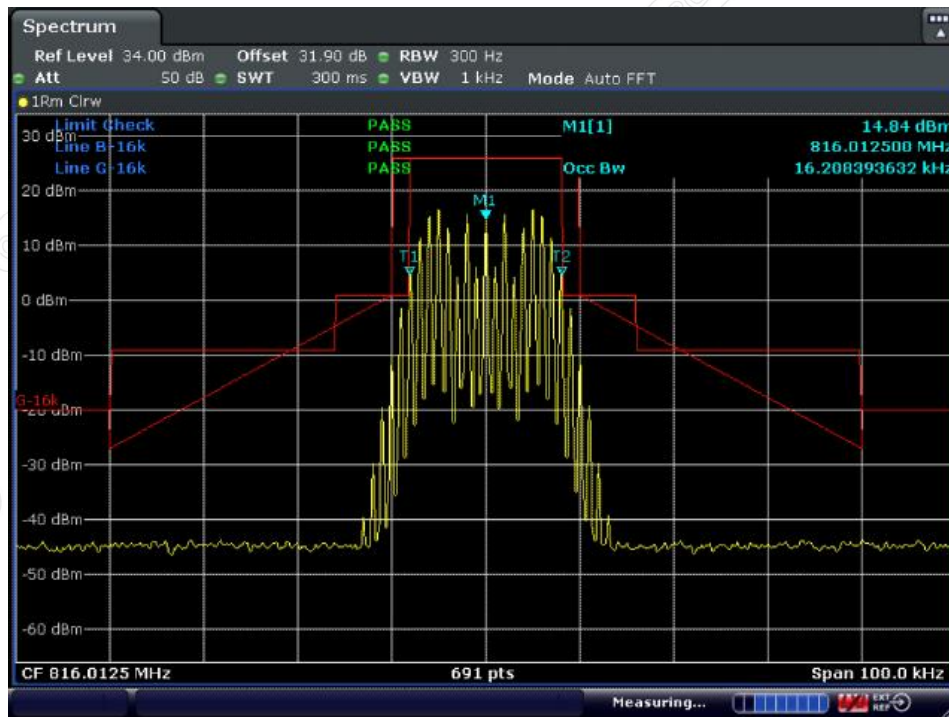 Spectrum
Ref Level 34.00 dBm Offset 31.90 dB RBW 300 Hz
Att 50 dB SWT 300 ms VBW 1 kHz Mode Auto FFT
1Rm Clrw
Limit Check PASS M1[1] 14.84 dBm
30 dBm
Line B-16k PASS 816.012500 MHz
Line G-16k PASS Occ Bw 16.208393632 kHz
20 dBm
M1
10 dBm
T1 T2
0 dBm
-10 dBm
G-16k
-20 dBm
-30 dBm
-40 dBm
-50 dBm
-60 dBm
CF 816.0125 MHz 691 pts Span 100.0 kHz
Measuring... EXT REF